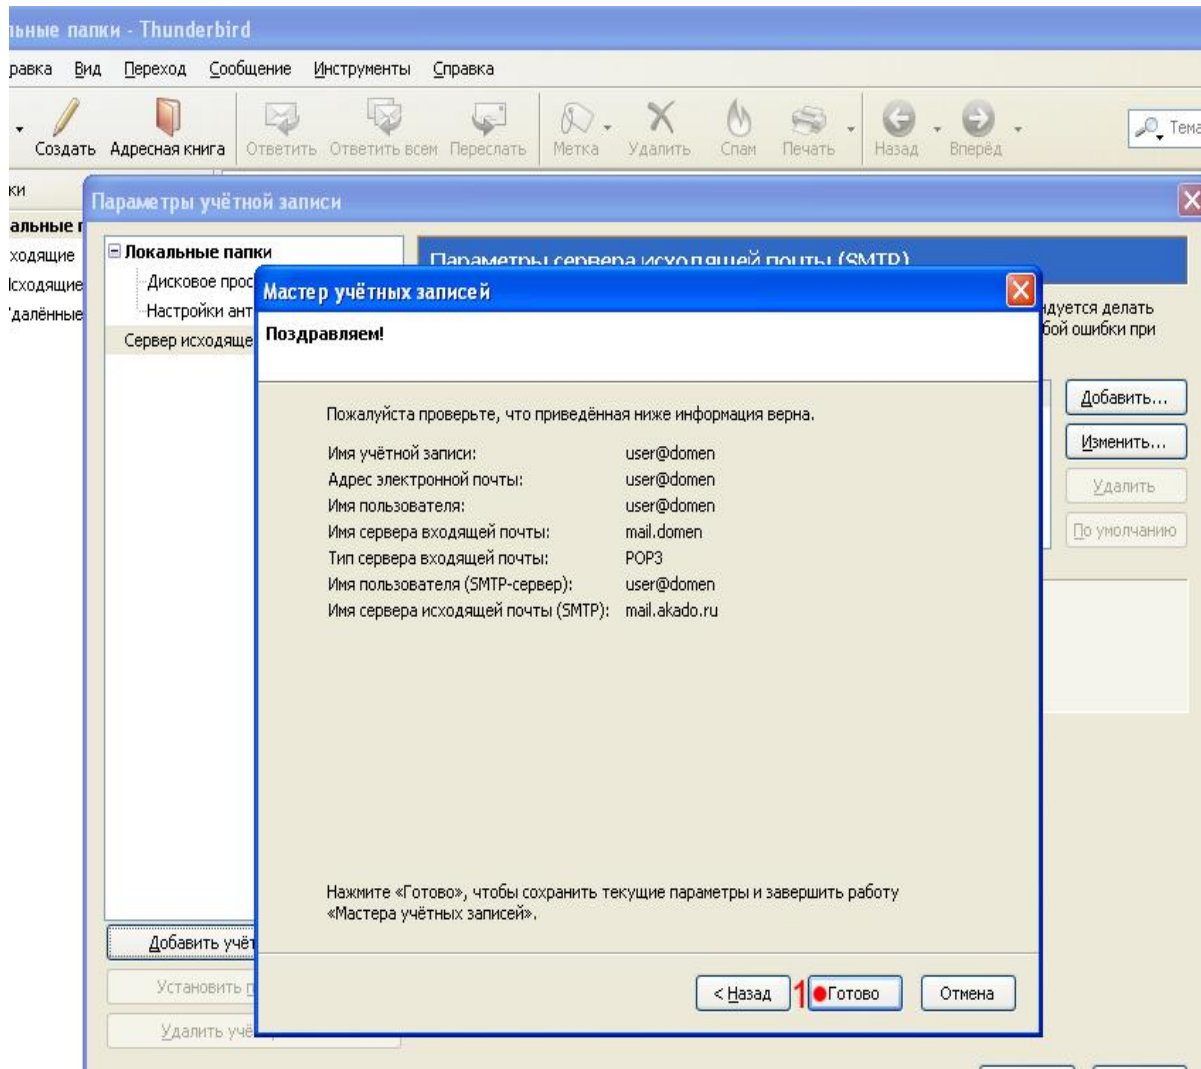 льные папки - Thunderbird
равка Вид Переход Сообщение Инструменты Справка
Создать Адресная книга Ответить Ответить всем Переслать Метка Удалить Спам Печать Назад Вперёд Тема
ки
Параметры учётной записи
альные п
ходящие
Исходящие
далённые
Локальные папки
Дисковое прос
Настройки ант
Сервер исходяще
Параметры сервера исходящей почты (SMTP)
ндуется делать
бой ошибки при
Добавить...
Изменить...
Удалить
По умолчанию
Мастер учётных записей
Поздравляем!
Пожалуйста проверьте, что приведённая ниже информация верна.
Имя учётной записи: user@domen
Адрес электронной почты: user@domen
Имя пользователя: user@domen
Имя сервера входящей почты: mail.domen
Тип сервера входящей почты: POP3
Имя пользователя (SMTP-сервер): user@domen
Имя сервера исходящей почты (SMTP): mail.akado.ru
Нажмите «Готово», чтобы сохранить текущие параметры и завершить работу
«Мастера учётных записей».
< Назад 1 Готово Отмена
Добавить учёт
Установить п
Удалить учё